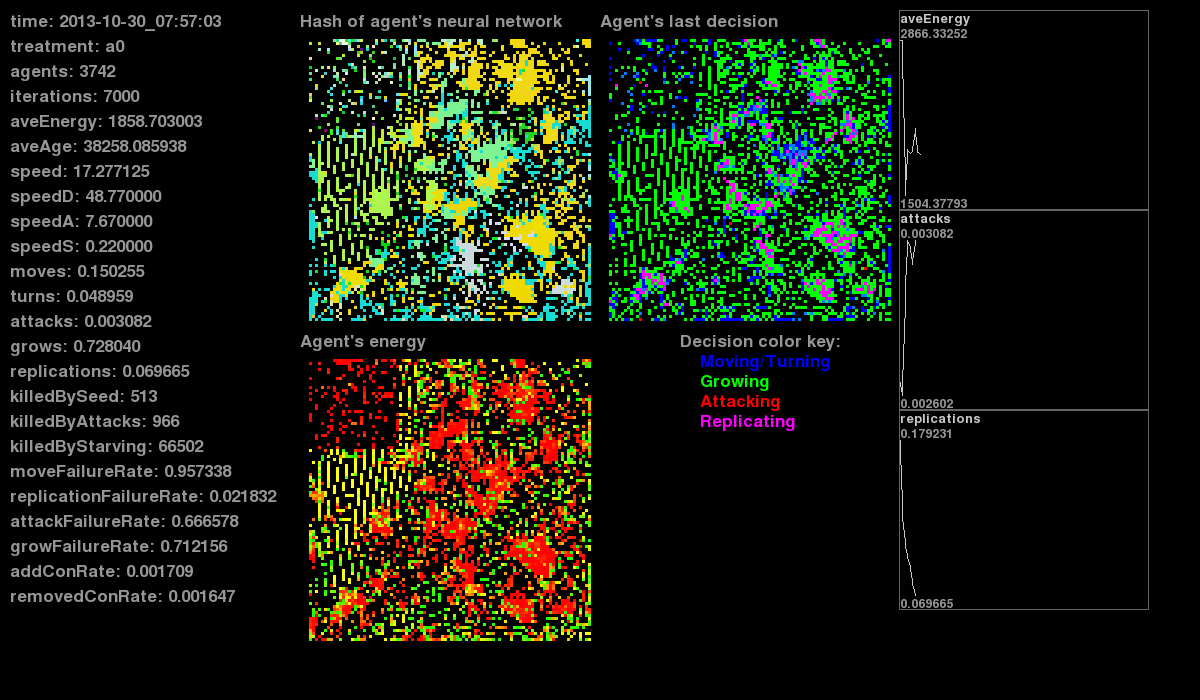 time: 2013-10-30_07:57:03
treatment: a0
agents: 3742
iterations: 7000
aveEnergy: 1858.703003
aveAge: 38258.085938
speed: 17.277125
speedD: 48.770000
speedA: 7.670000
speedS: 0.220000
moves: 0.150255
turns: 0.048959
attacks: 0.003082
grows: 0.728040
replications: 0.069665
killedBySeed: 513
killedByAttacks: 966
killedByStarving: 66502
moveFailureRate: 0.957338
replicationFailureRate: 0.021832
attackFailureRate: 0.666578
growFailureRate: 0.712156
addConRate: 0.001709
removedConRate: 0.001647
Hash of agent's neural network
Agent's last decision
Agent's energy
Decision color key:
Moving/Turning
Growing
Attacking
Replicating
aveEnergy
2866.33252
1504.37793
attacks
0.003082
0.002602
replications
0.179231
0.069665